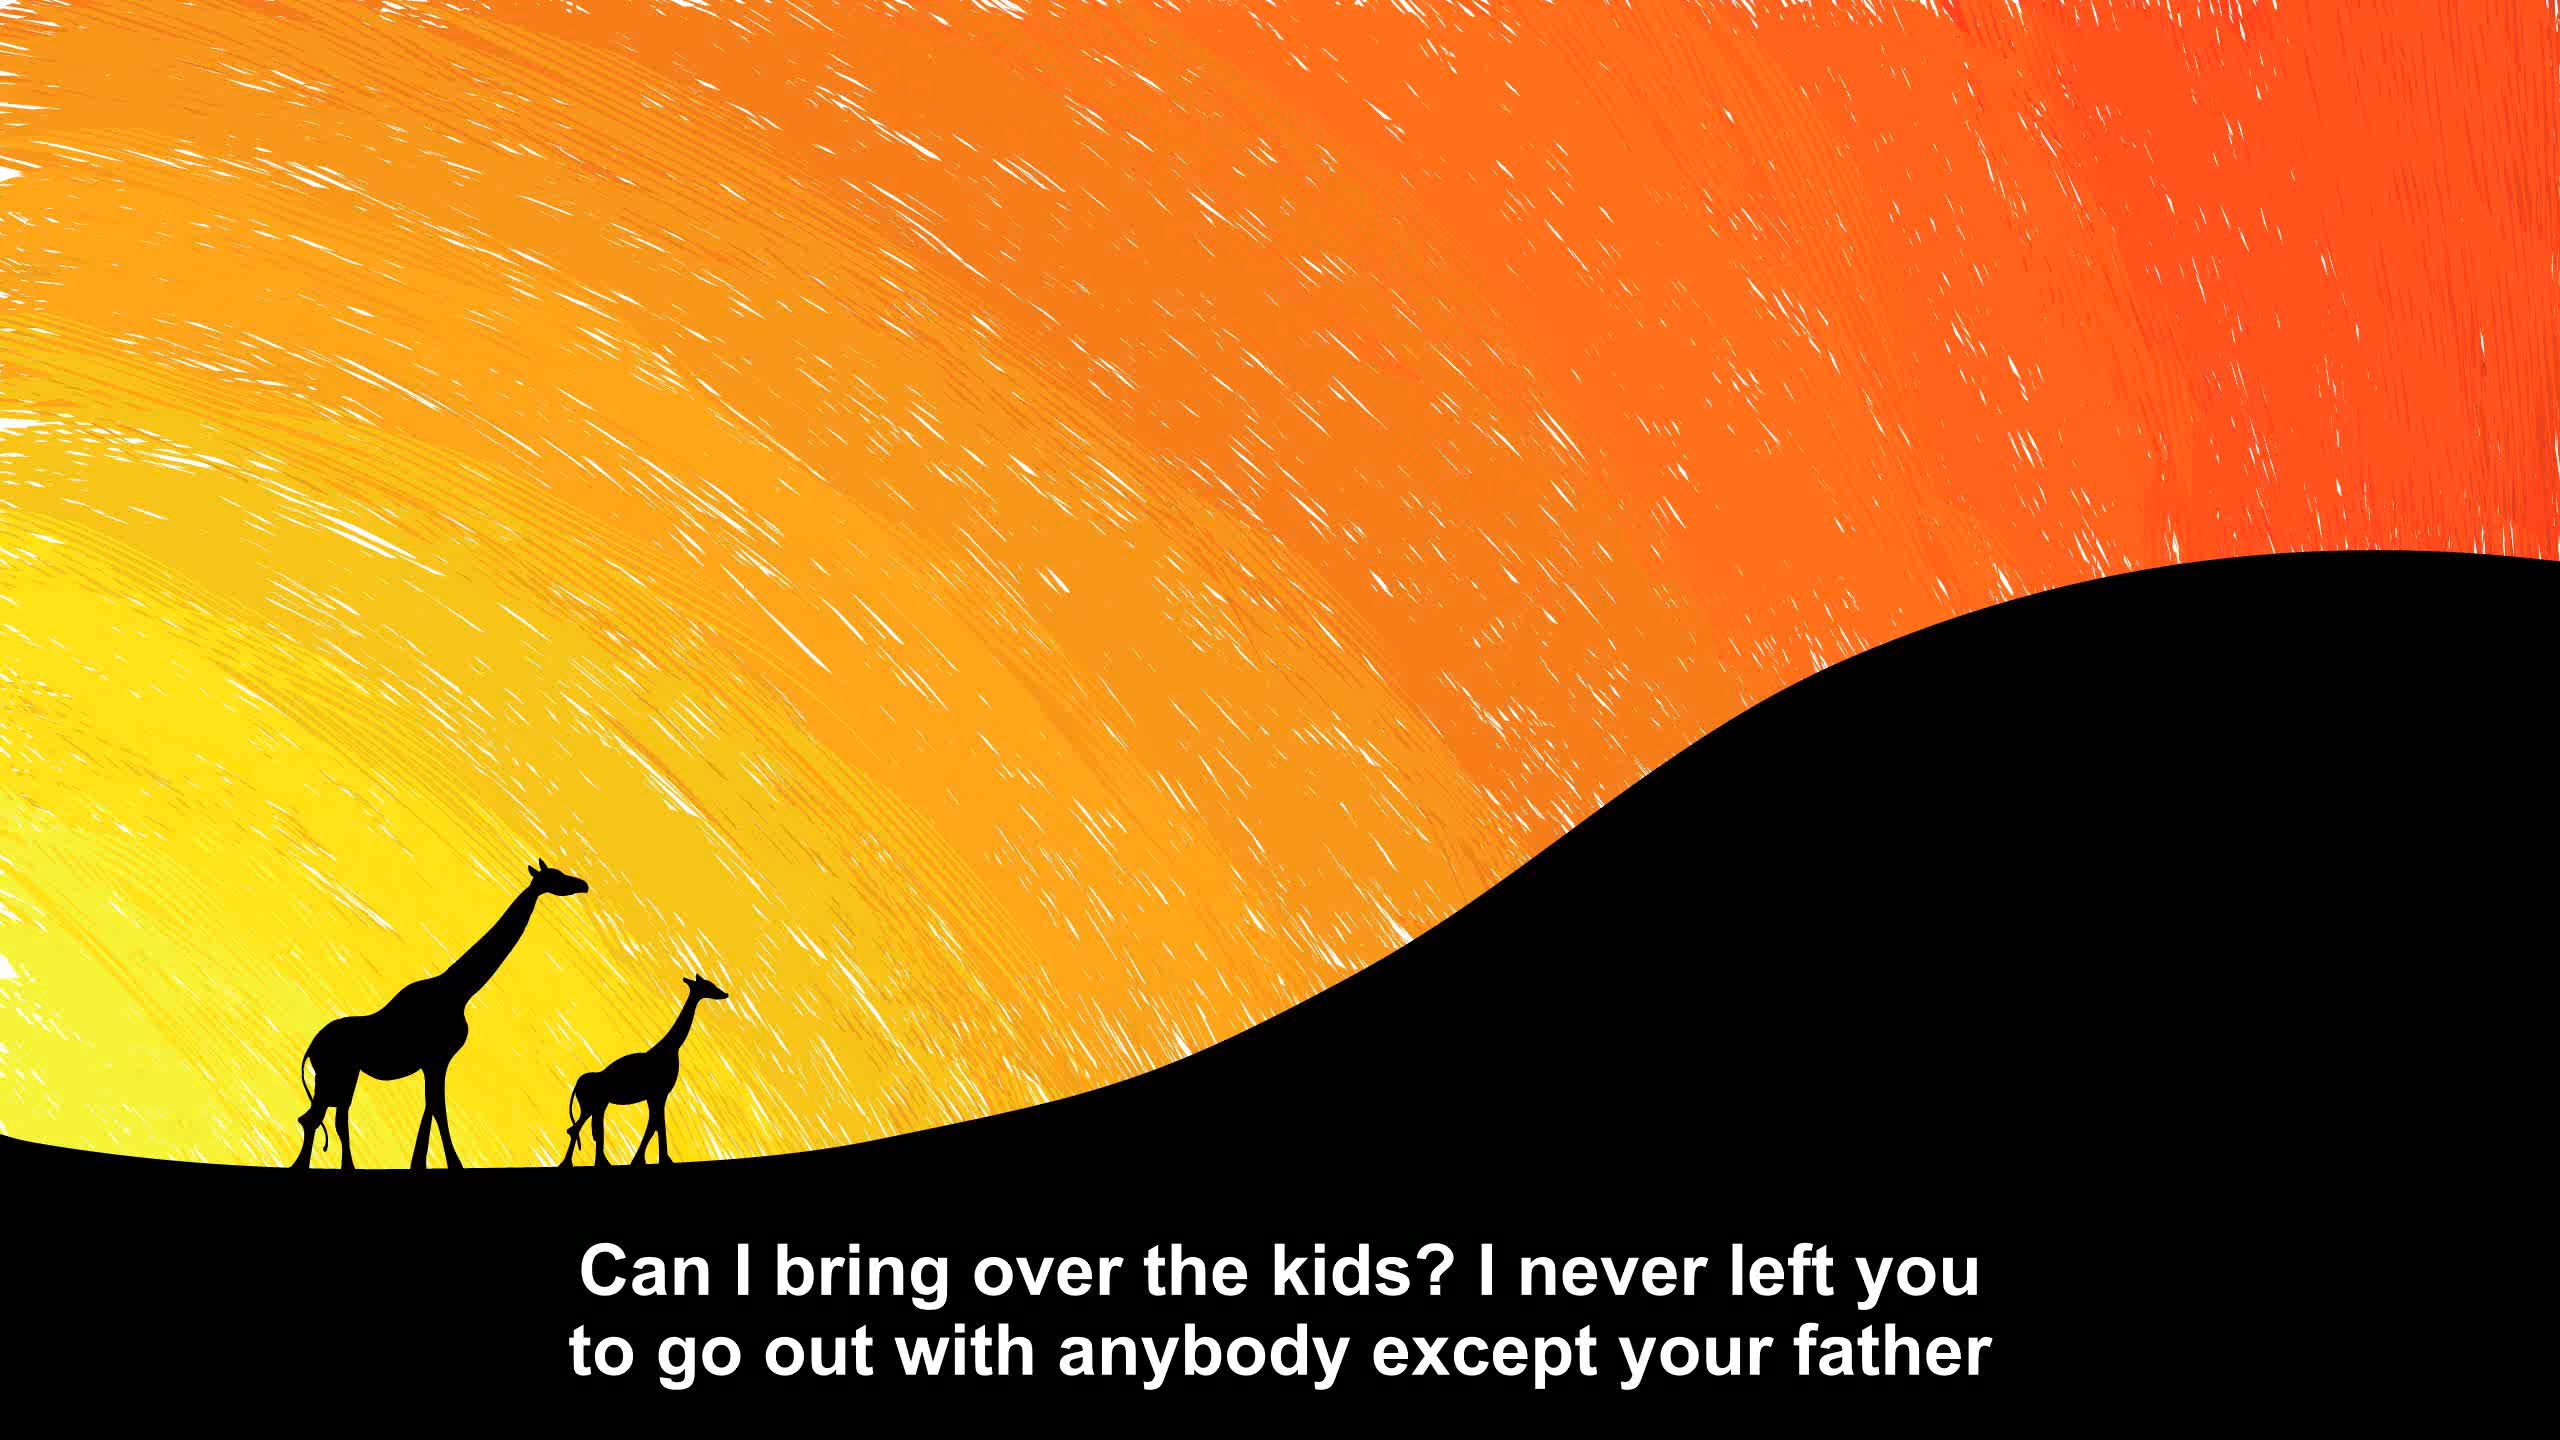 Can I bring over the kids? I never left you
to go out with anybody except your father